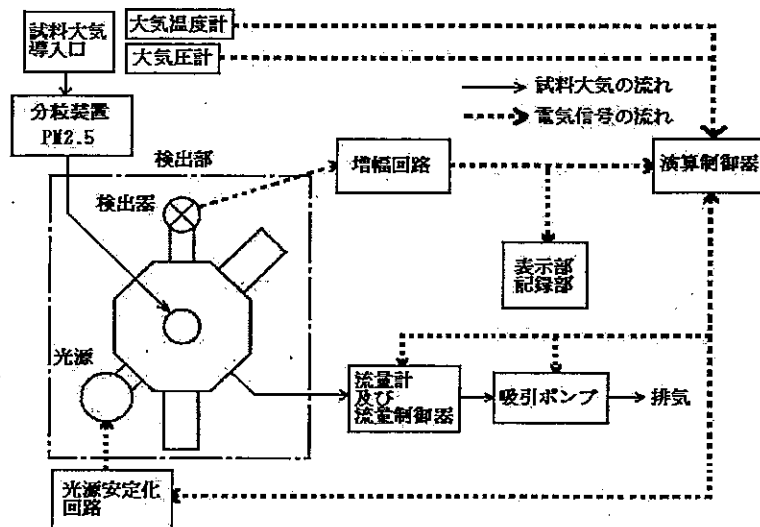 試料大気
導入口
大気温度計
大気圧計
試料大気の流れ
電気信号の流れ
分粒装置
PM2.5
検出部
検出器
増幅回路
演算制御器
表示部
記録部
光源
流量計
及び
流量制御器
吸引ポンプ
排気
光源安定化
回路